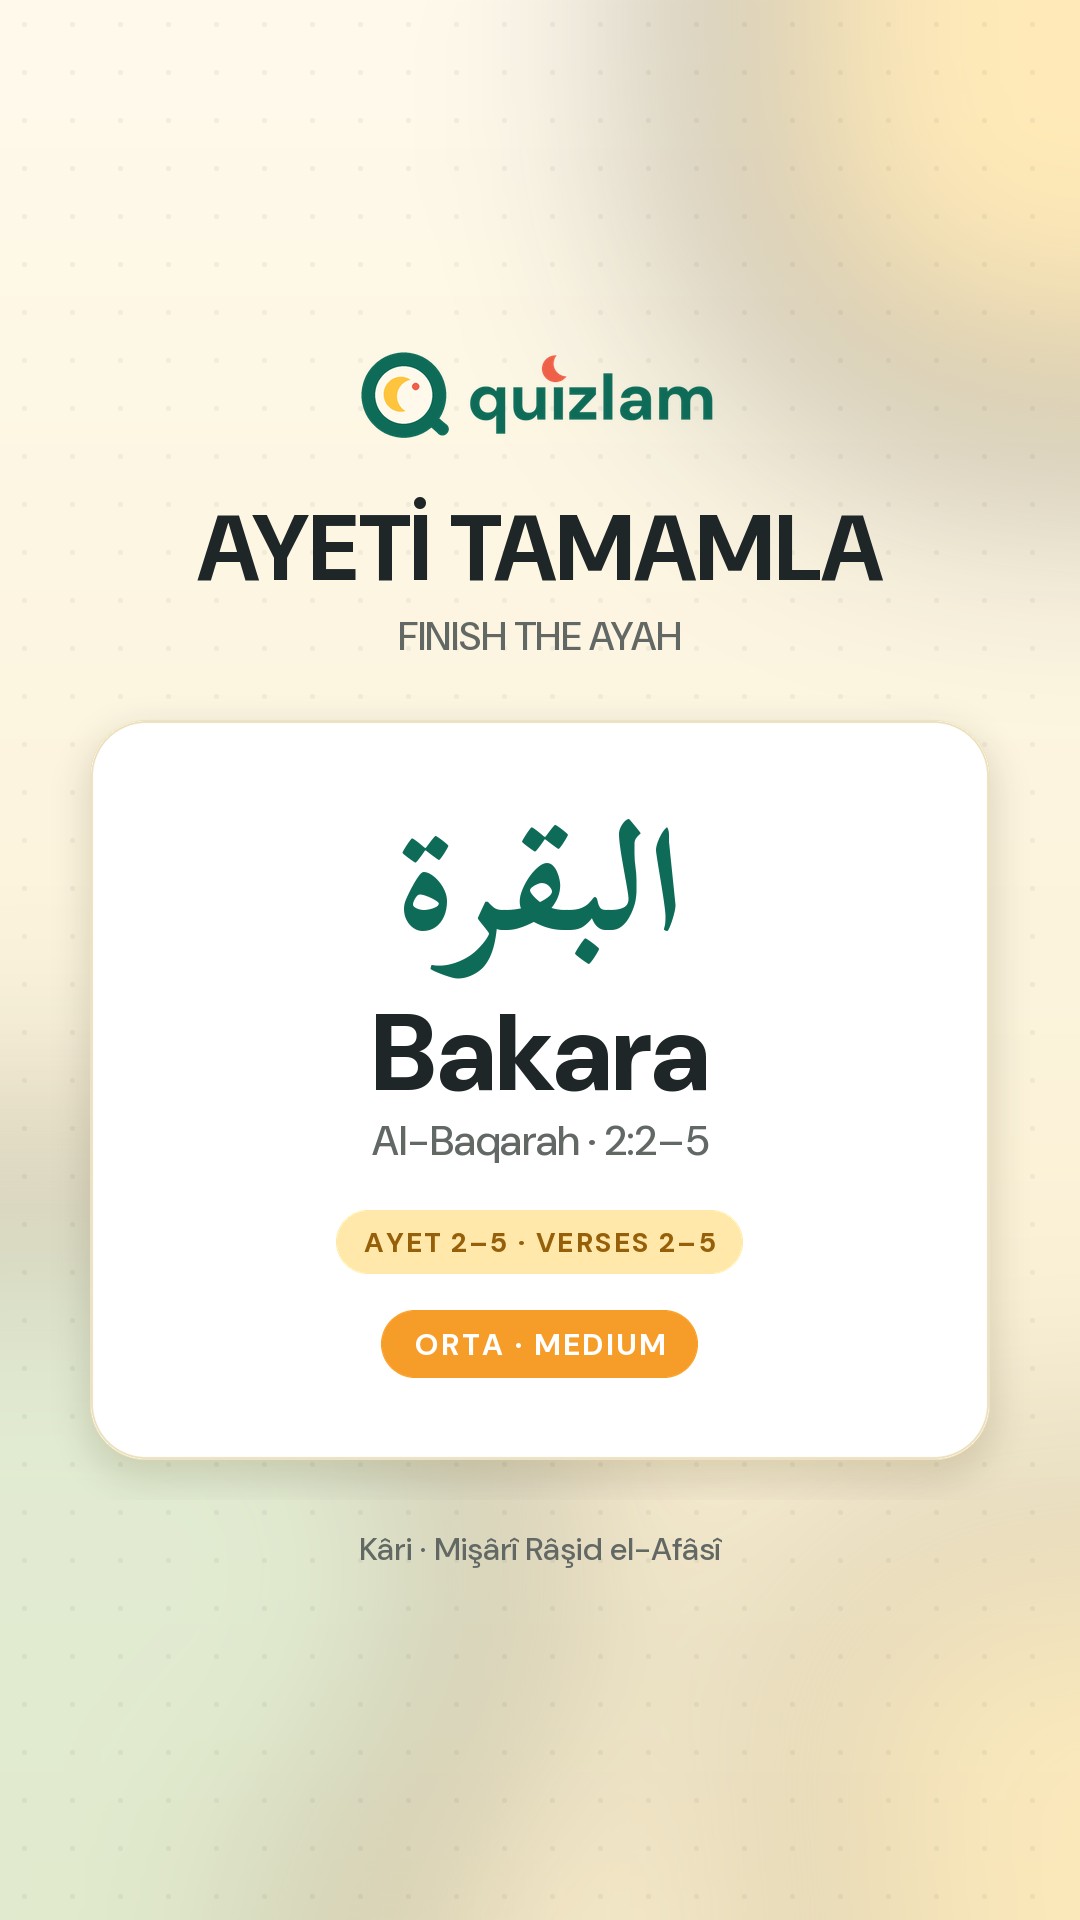 quizlam
AYETİ TAMAMLA
FINISH THE AYAH
البقرة
Bakara
Al-Baqarah · 2:2–5
AYET 2–5 · VERSES 2–5
ORTA · MEDIUM
Kâri · Mişârî Râşid el-Afâsî